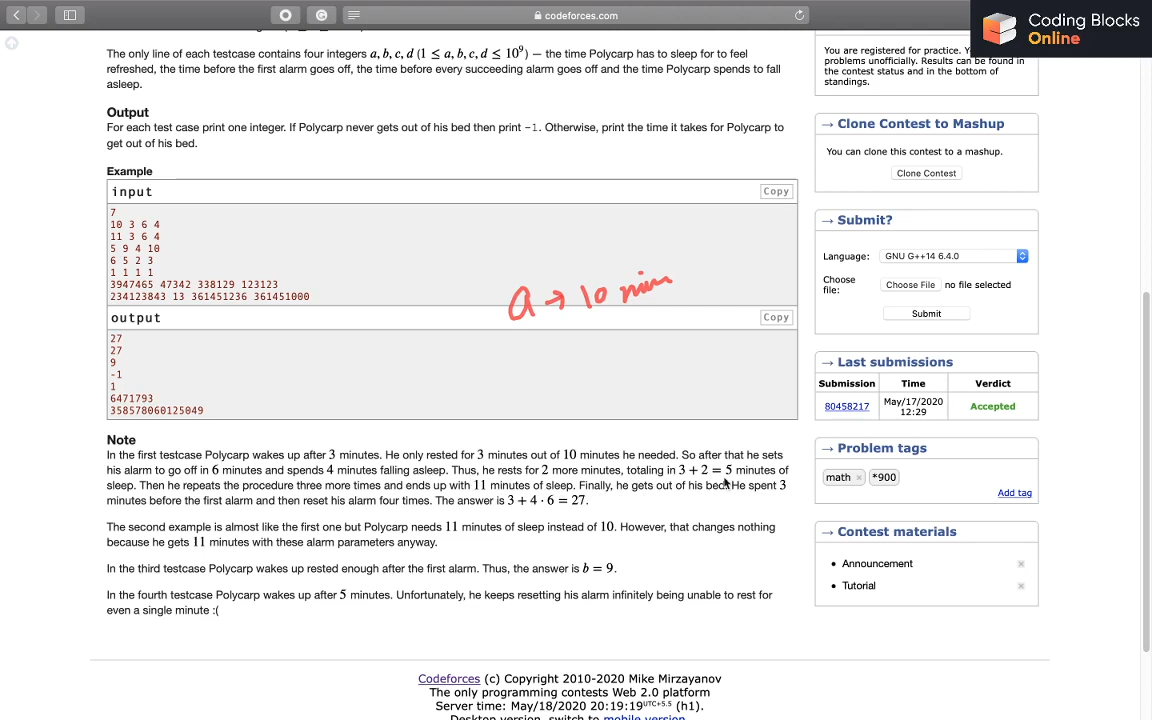 codeforces.com
Coding Blocks
Online
The only line of each testcase contains four integers a, b, c, d (1 ≤ a, b, c, d ≤ 10⁹) — the time Polycarp has to sleep for to feel
refreshed, the time before the first alarm goes off, the time before every succeeding alarm goes off and the time Polycarp spends to fall
asleep.
Output
For each test case print one integer. If Polycarp never gets out of his bed then print -1. Otherwise, print the time it takes for Polycarp to
get out of his bed.
Example
input
Copy
7
10 3 6 4
11 3 6 4
5 9 4 10
6 5 2 3
1 1 1 1
3947465 47342 338129 123123
234123843 13 361451236 361451000
a → 10 mins
output
Copy
27
27
9
-1
1
6471793
358578060125049
Note
In the first testcase Polycarp wakes up after 3 minutes. He only rested for 3 minutes out of 10 minutes he needed. So after that he sets
his alarm to go off in 6 minutes and spends 4 minutes falling asleep. Thus, he rests for 2 more minutes, totaling in 3 + 2 = 5 minutes of
sleep. Then he repeats the procedure three more times and ends up with 11 minutes of sleep. Finally, he gets out of his bed. He spent 3
minutes before the first alarm and then reset his alarm four times. The answer is 3 + 4 · 6 = 27.
The second example is almost like the first one but Polycarp needs 11 minutes of sleep instead of 10. However, that changes nothing
because he gets 11 minutes with these alarm parameters anyway.
In the third testcase Polycarp wakes up rested enough after the first alarm. Thus, the answer is b = 9.
In the fourth testcase Polycarp wakes up after 5 minutes. Unfortunately, he keeps resetting his alarm infinitely being unable to rest for
even a single minute :(
You are registered for practice.
problems unofficially. Results can be found in
the contest status and in the bottom of
standings.
→ Clone Contest to Mashup
You can clone this contest to a mashup.
Clone Contest
→ Submit?
Language: GNU G++14 6.4.0
Choose
file:
Choose File no file selected
Submit
→ Last submissions
Submission Time Verdict
80458217 May/17/2020
12:29 Accepted
→ Problem tags
math × *900
Add tag
→ Contest materials
Announcement ×
Tutorial ×
Codeforces (c) Copyright 2010-2020 Mike Mirzayanov
The only programming contests Web 2.0 platform
Server time: May/18/2020 20:19:19 UTC+5.5 (h1).
Desktop version, switch to mobile version.